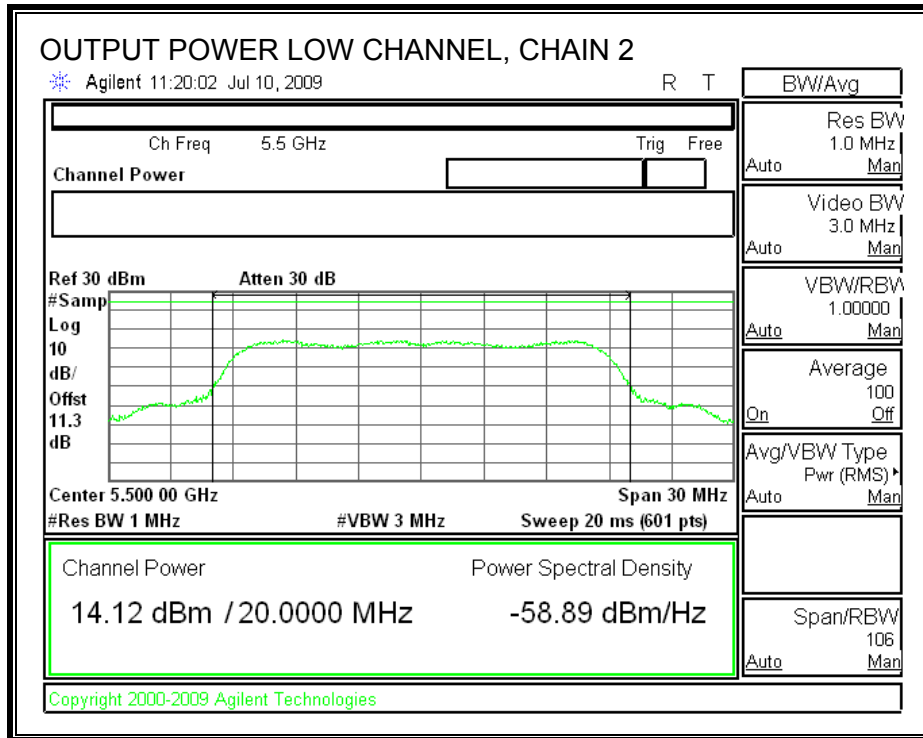 OUTPUT POWER LOW CHANNEL, CHAIN 2
Agilent 11:20:02 Jul 10, 2009 R T
Ch Freq 5.5 GHz Trig Free
Channel Power
Ref 30 dBm Atten 30 dB
#Samp
Log
10
dB/
Offst
11.3
dB
Center 5.500 00 GHz Span 30 MHz
#Res BW 1 MHz #VBW 3 MHz Sweep 20 ms (601 pts)
Channel Power Power Spectral Density
14.12 dBm / 20.0000 MHz -58.89 dBm/Hz
Copyright 2000-2009 Agilent Technologies
BW/Avg
Res BW
1.0 MHz
Auto Man
Video BW
3.0 MHz
Auto Man
VBW/RBW
1.00000
Auto Man
Average
100
On Off
Avg/VBW Type
Pwr (RMS)
Auto Man
Span/RBW
106
Auto Man